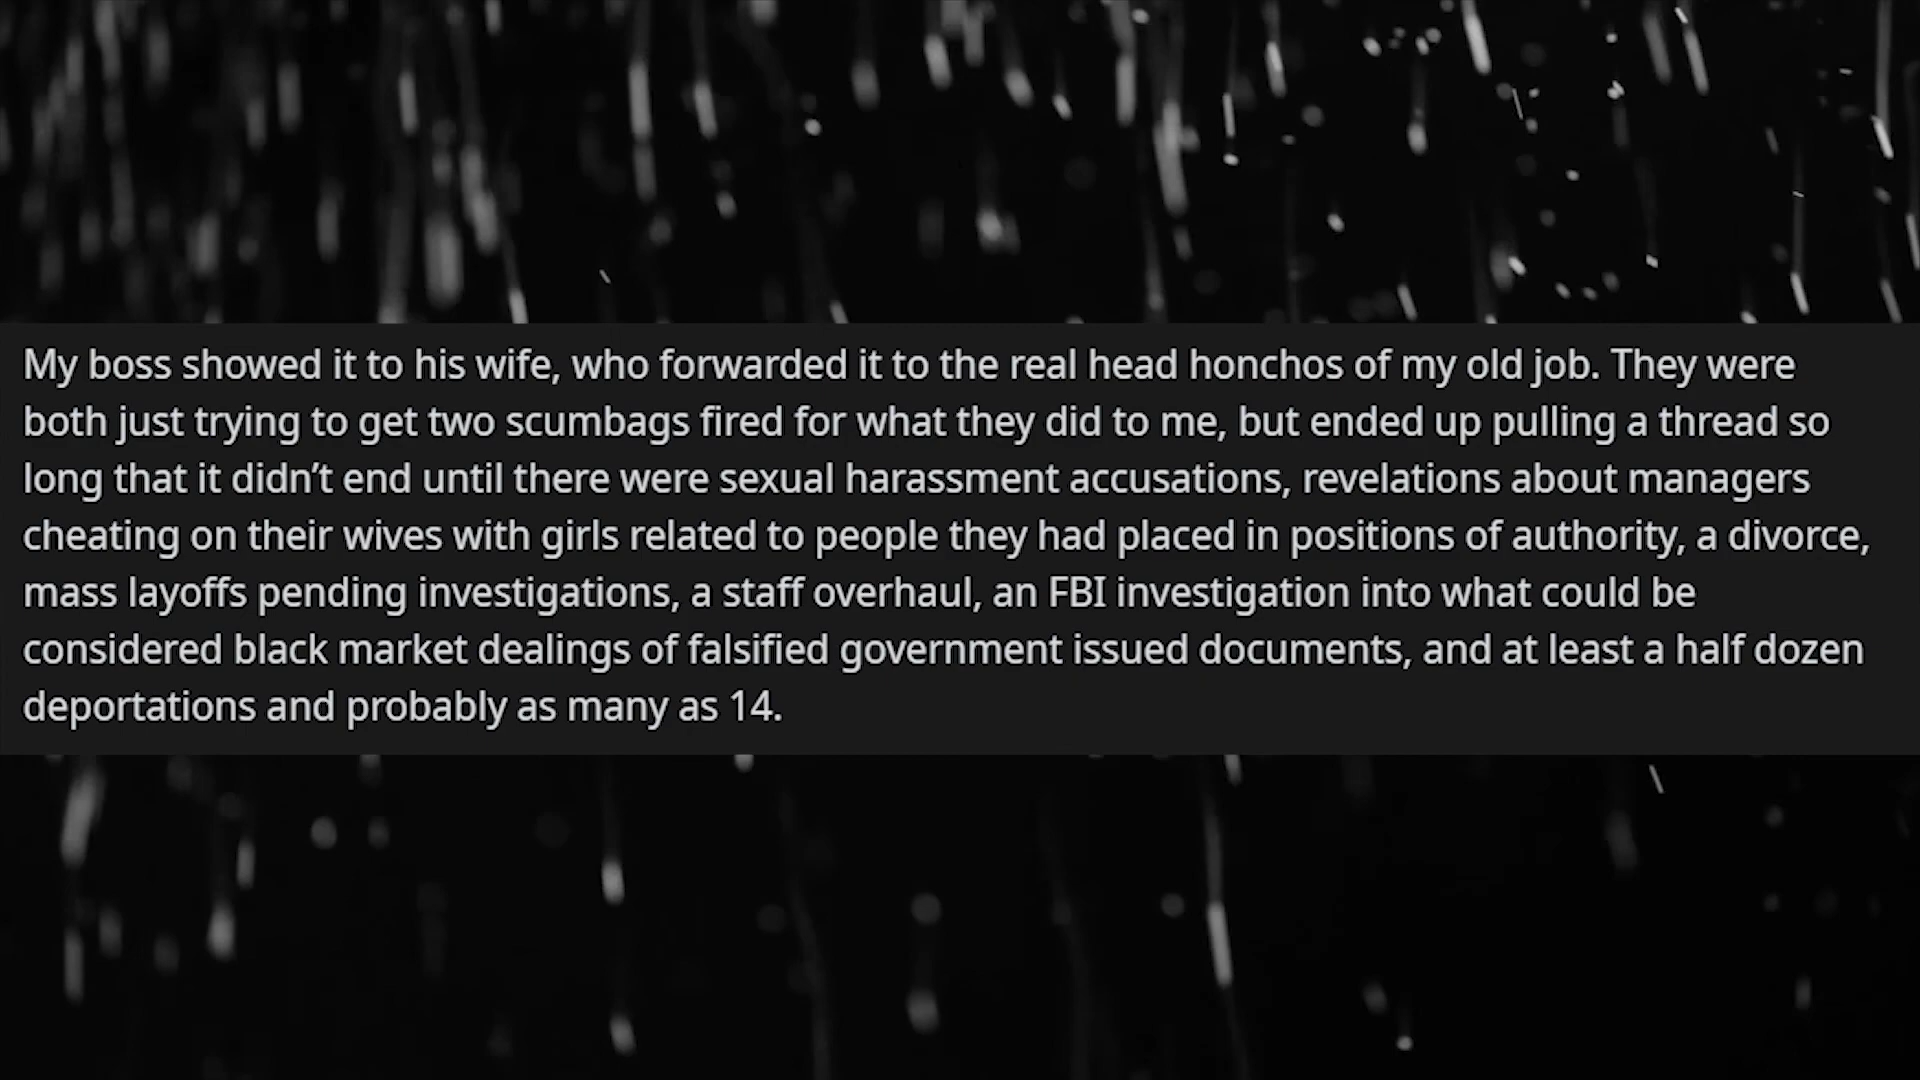 My boss showed it to his wife, who forwarded it to the real head honchos of my old job. They were
both just trying to get two scumbags fired for what they did to me, but ended up pulling a thread so
long that it didn’t end until there were sexual harassment accusations, revelations about managers
cheating on their wives with girls related to people they had placed in positions of authority, a divorce,
mass layoffs pending investigations, a staff overhaul, an FBI investigation into what could be
considered black market dealings of falsified government issued documents, and at least a half dozen
deportations and probably as many as 14.